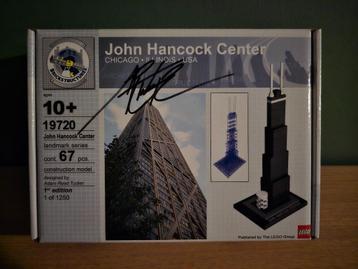 John Hancock Center
CHICAGO • ILLINOIS • USA
BRICKSTRUCTURES
ages
10+
19720
John Hancock Center
landmark series
cont. 67 pcs.
construction model
designed by
Adam Reed Tucker
1st edition
1 of 1250
Published by The LEGO Group
LEGO